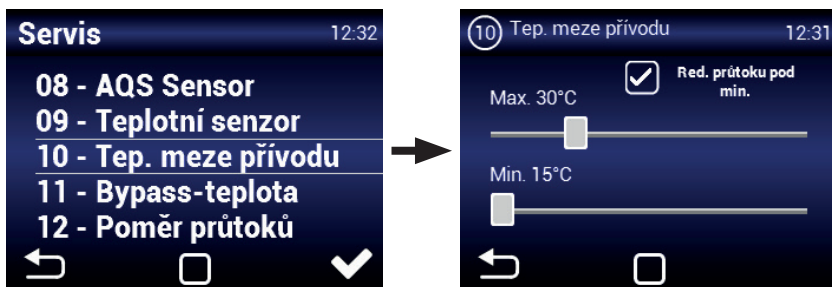 Servis 12:32
08 - AQS Sensor
09 - Teplotní senzor
10 - Tep. meze přívodu
11 - Bypass-teplota
12 - Poměr průtoků
10 Tep. meze přívodu 12:31
Red. průtoku pod
min.
Max. 30°C
Min. 15°C